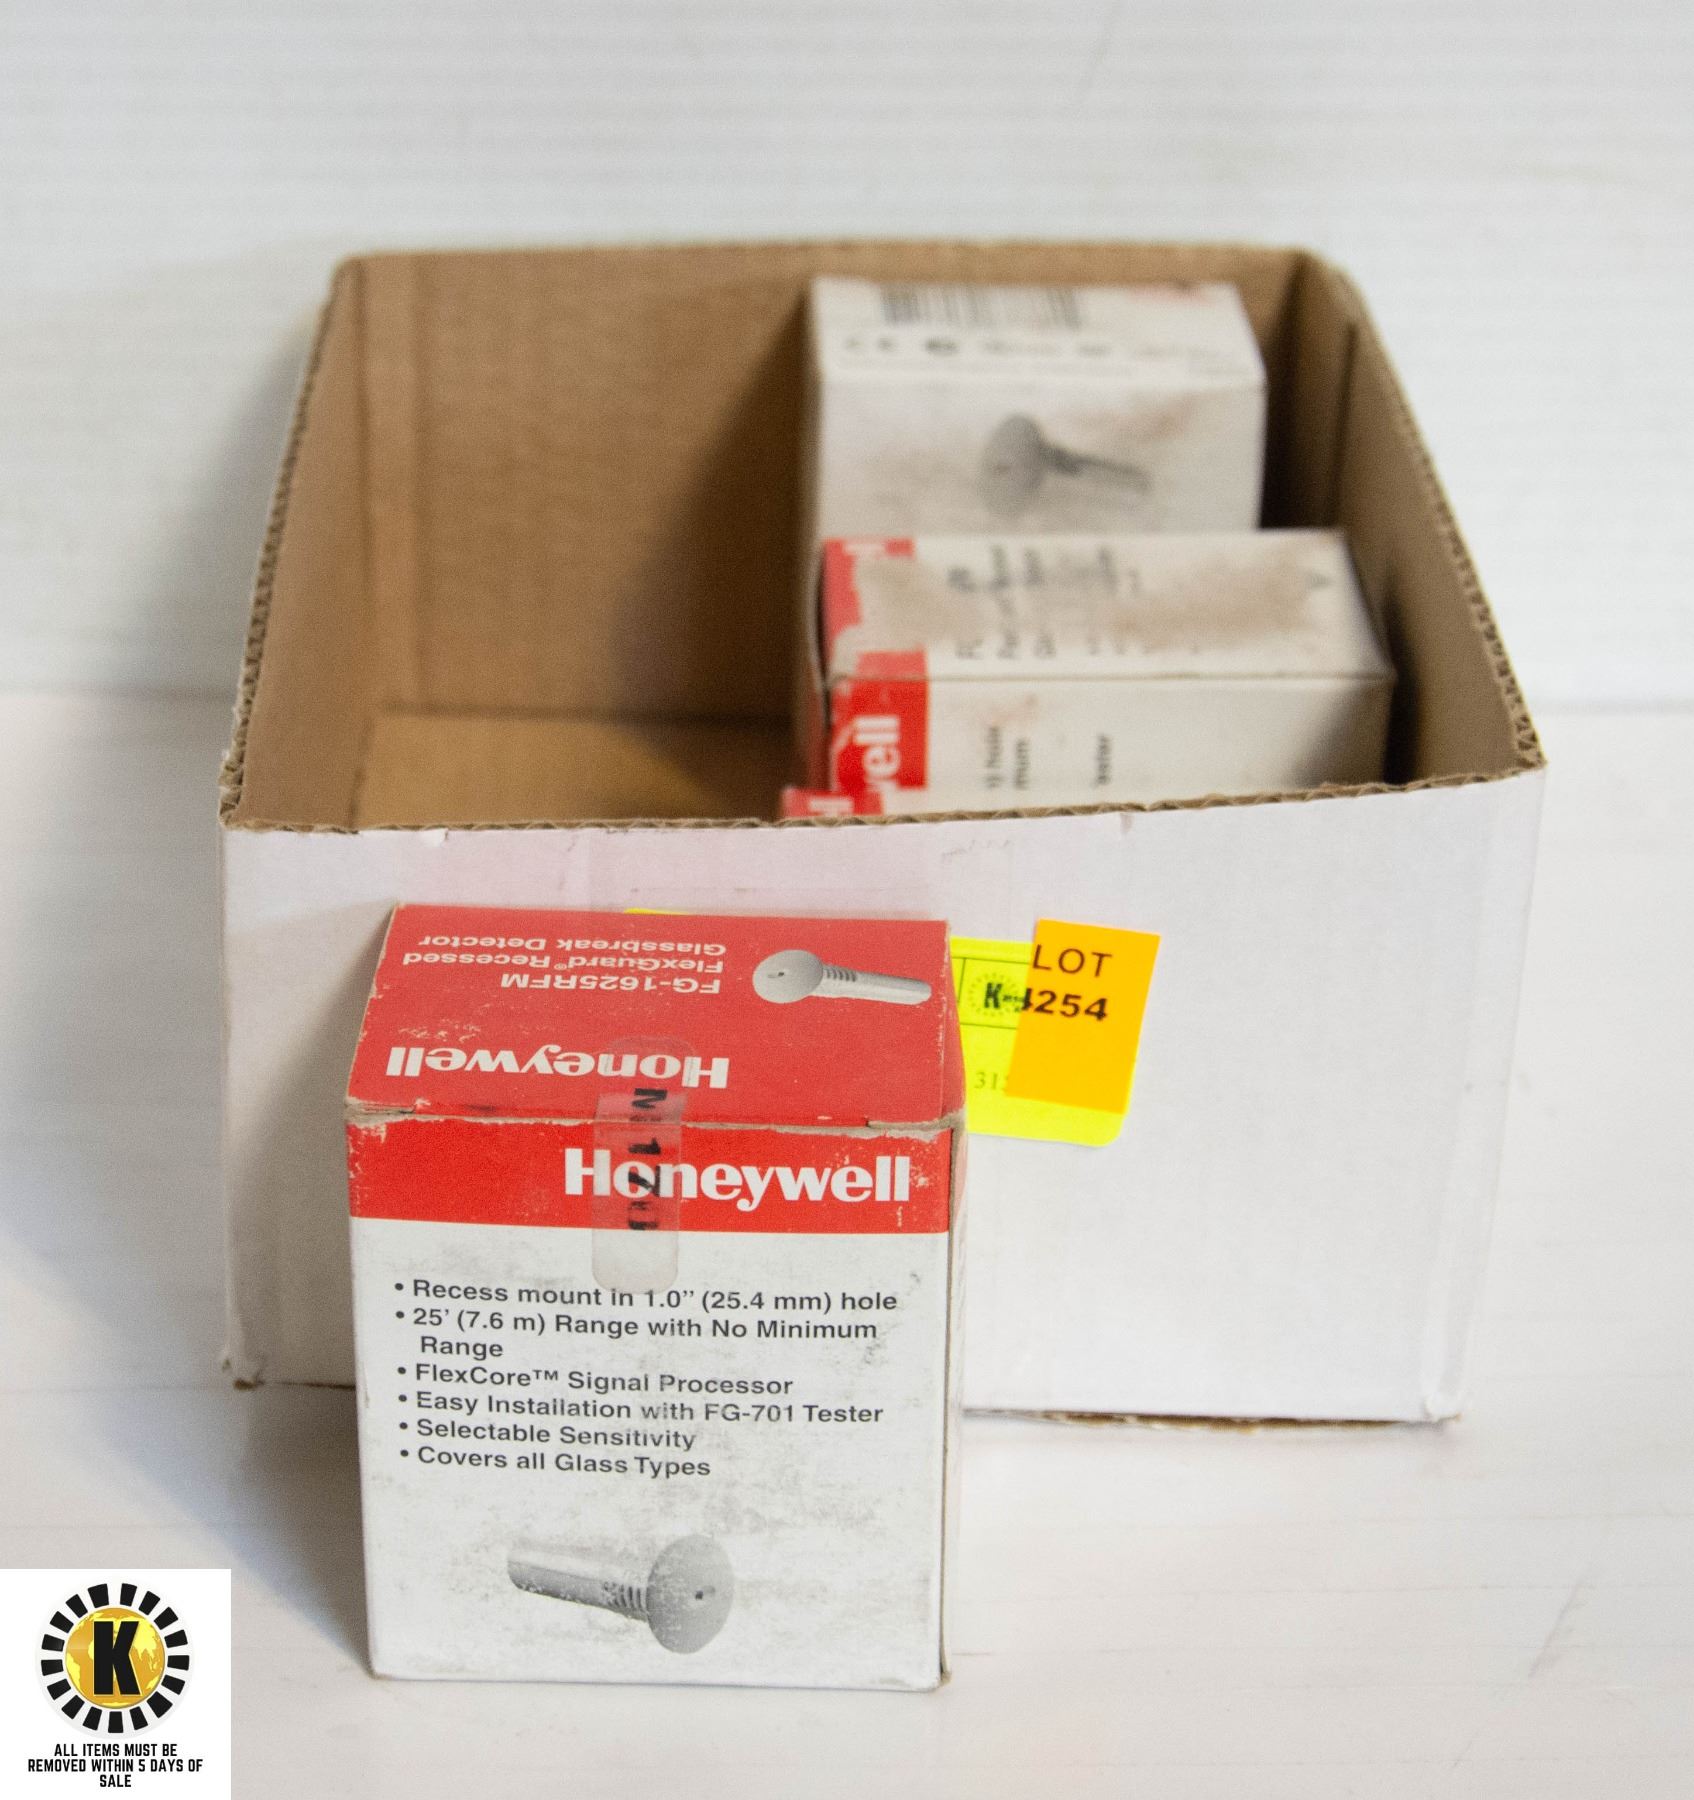 FG-1625RFM
FlexGuard® Recessed
Glassbreak Detector
Honeywell
Honeywell
• Recess mount in 1.0” (25.4 mm) hole
• 25’ (7.6 m) Range with No Minimum
Range
• FlexCore™ Signal Processor
• Easy Installation with FG-701 Tester
• Selectable Sensitivity
• Covers all Glass Types
LOT
4254
K
K
ALL ITEMS MUST BE
REMOVED WITHIN 5 DAYS OF
SALE